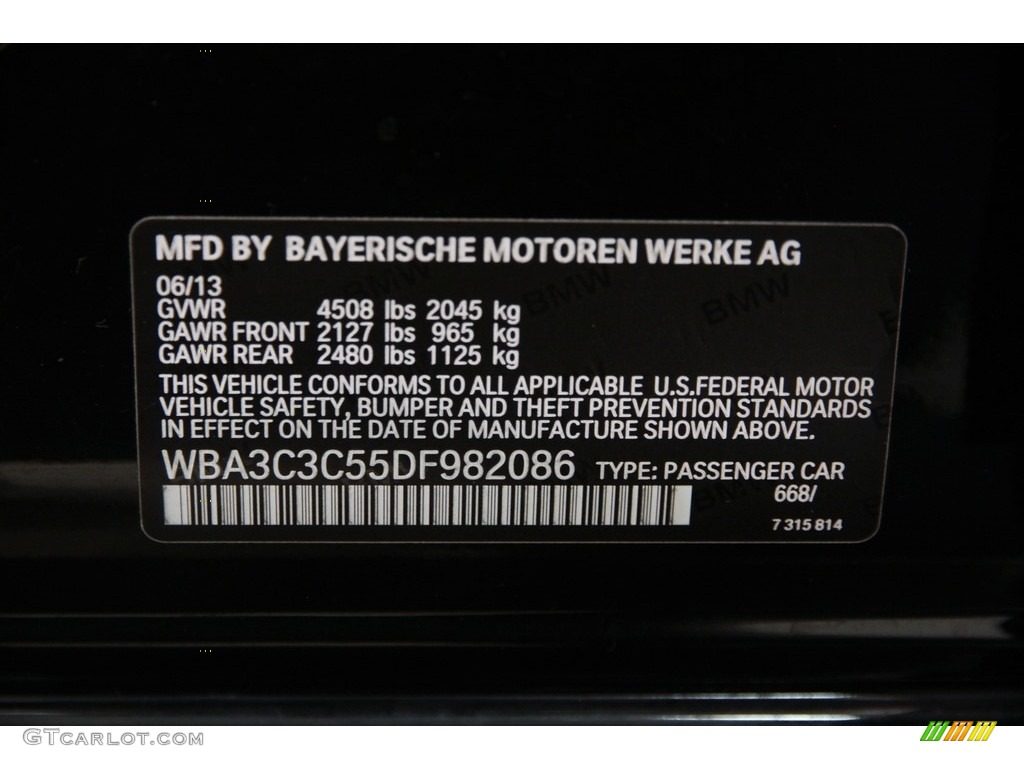 MFD BY BAYERISCHE MOTOREN WERKE AG
06/13
GVWR 4508 lbs 2045 kg
GAWR FRONT 2127 lbs 965 kg
GAWR REAR 2480 lbs 1125 kg
THIS VEHICLE CONFORMS TO ALL APPLICABLE U.S.FEDERAL MOTOR
VEHICLE SAFETY, BUMPER AND THEFT PREVENTION STANDARDS
IN EFFECT ON THE DATE OF MANUFACTURE SHOWN ABOVE.
WBA3C3C55DF982086 TYPE: PASSENGER CAR
668/
7 315 814
BMW
BMW
BMW
GTcarlot.com